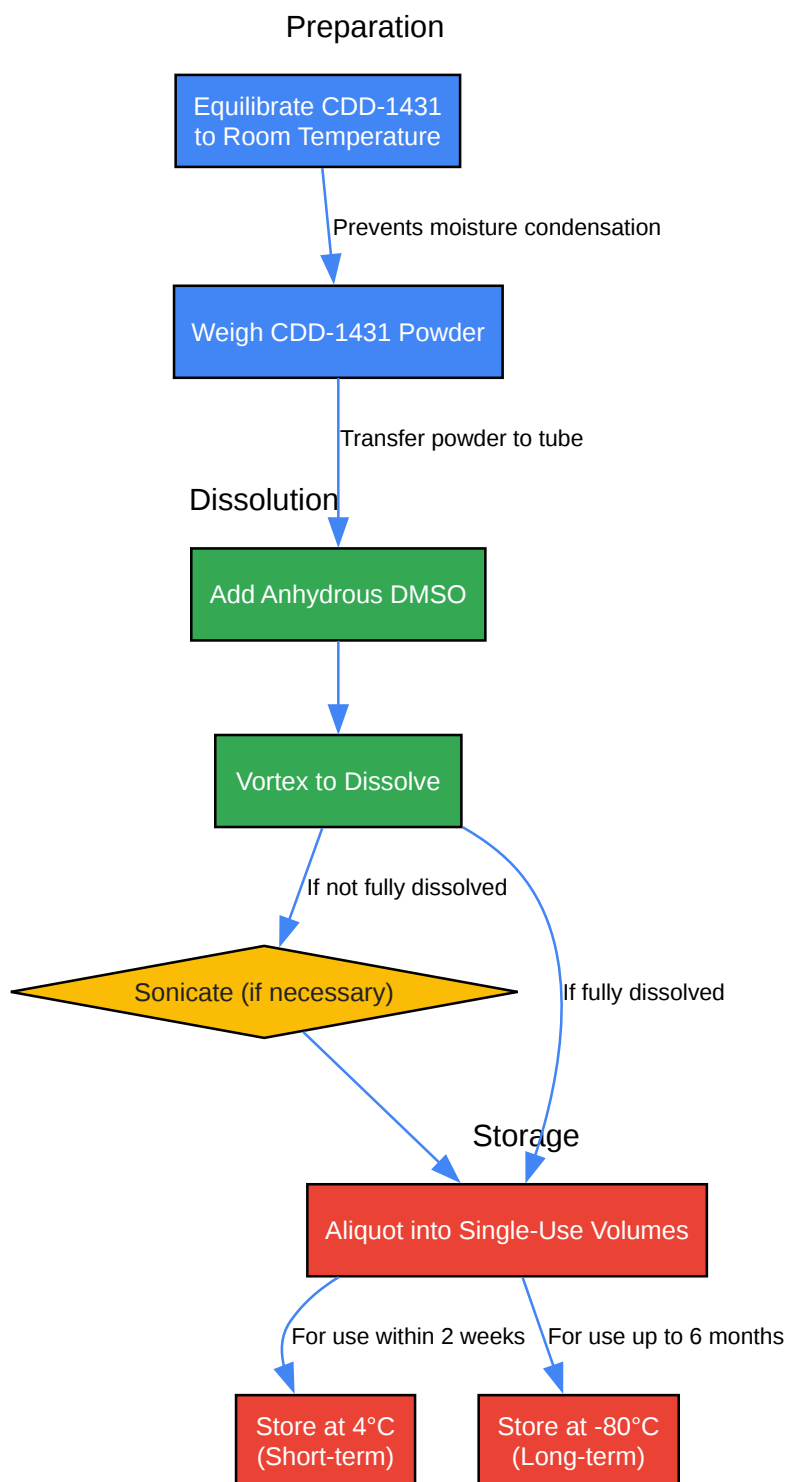 Preparation
Equilibrate CDD-1431
to Room Temperature
Prevents moisture condensation
Weigh CDD-1431 Powder
Transfer powder to tube
Dissolution
Add Anhydrous DMSO
Vortex to Dissolve
If not fully dissolved
Sonicate (if necessary)
If fully dissolved
Storage
Aliquot into Single-Use Volumes
For use within 2 weeks
For use up to 6 months
Store at 4°C
(Short-term)
Store at -80°C
(Long-term)